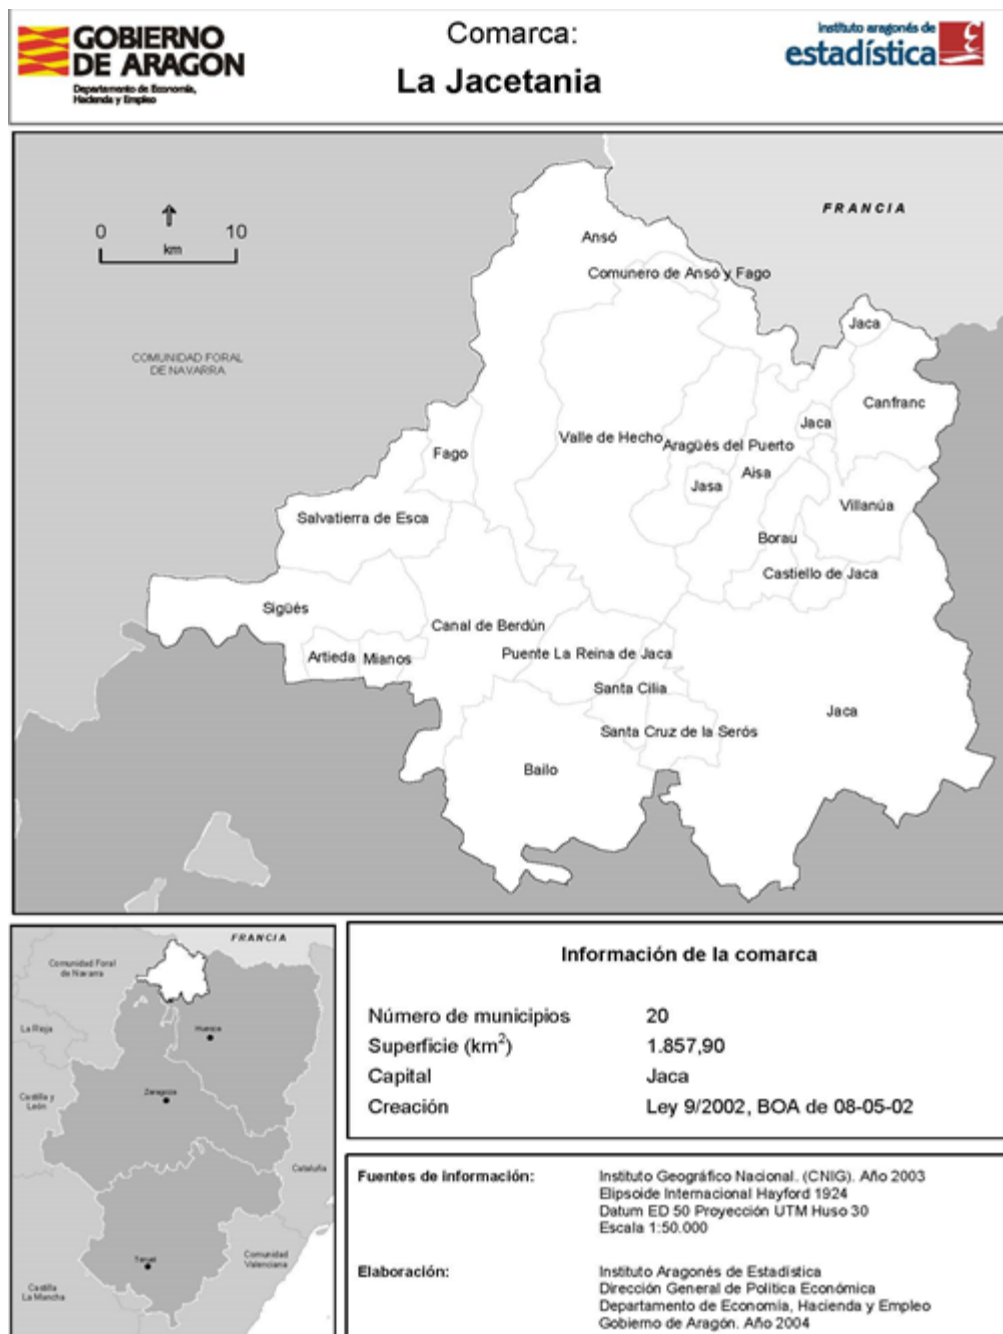 GOBIERNO
DE ARAGON
Departamento de Economía,
Hacienda y Empleo
Comarca:
La Jacetania
instituto aragonés de
estadística
FRANCIA
0 10
km
Ansó
Comunero de Ansó y Fago
Jaca
COMUNIDAD FORAL
DE NAVARRA
Canfranc
Jaca
Valle de Hecho
Aragüés del Puerto
Fago
Aisa
Jasa
Villanúa
Salvatierra de Esca
Borau
Castiello de Jaca
Sigüés
Canal de Berdún
Artieda
Mianos
Puente La Reina de Jaca
Santa Cilia
Jaca
Santa Cruz de la Serós
Bailo
FRANCIA
Comunidad Foral
de Navarra
La Rioja
Huesca
Castilla y
León
Zaragoza
Cataluña
Teruel
Comunidad
Valenciana
Castilla
La Mancha
Información de la comarca
Número de municipios 20
Superficie (km2) 1.857,90
Capital Jaca
Creación Ley 9/2002, BOA de 08-05-02
Fuentes de información: Instituto Geográfico Nacional. (CNIG). Año 2003
Elipsoide Internacional Hayford 1924
Datum ED 50 Proyección UTM Huso 30
Escala 1:50.000
Elaboración: Instituto Aragonés de Estadística
Dirección General de Política Económica
Departamento de Economía, Hacienda y Empleo
Gobierno de Aragón. Año 2004